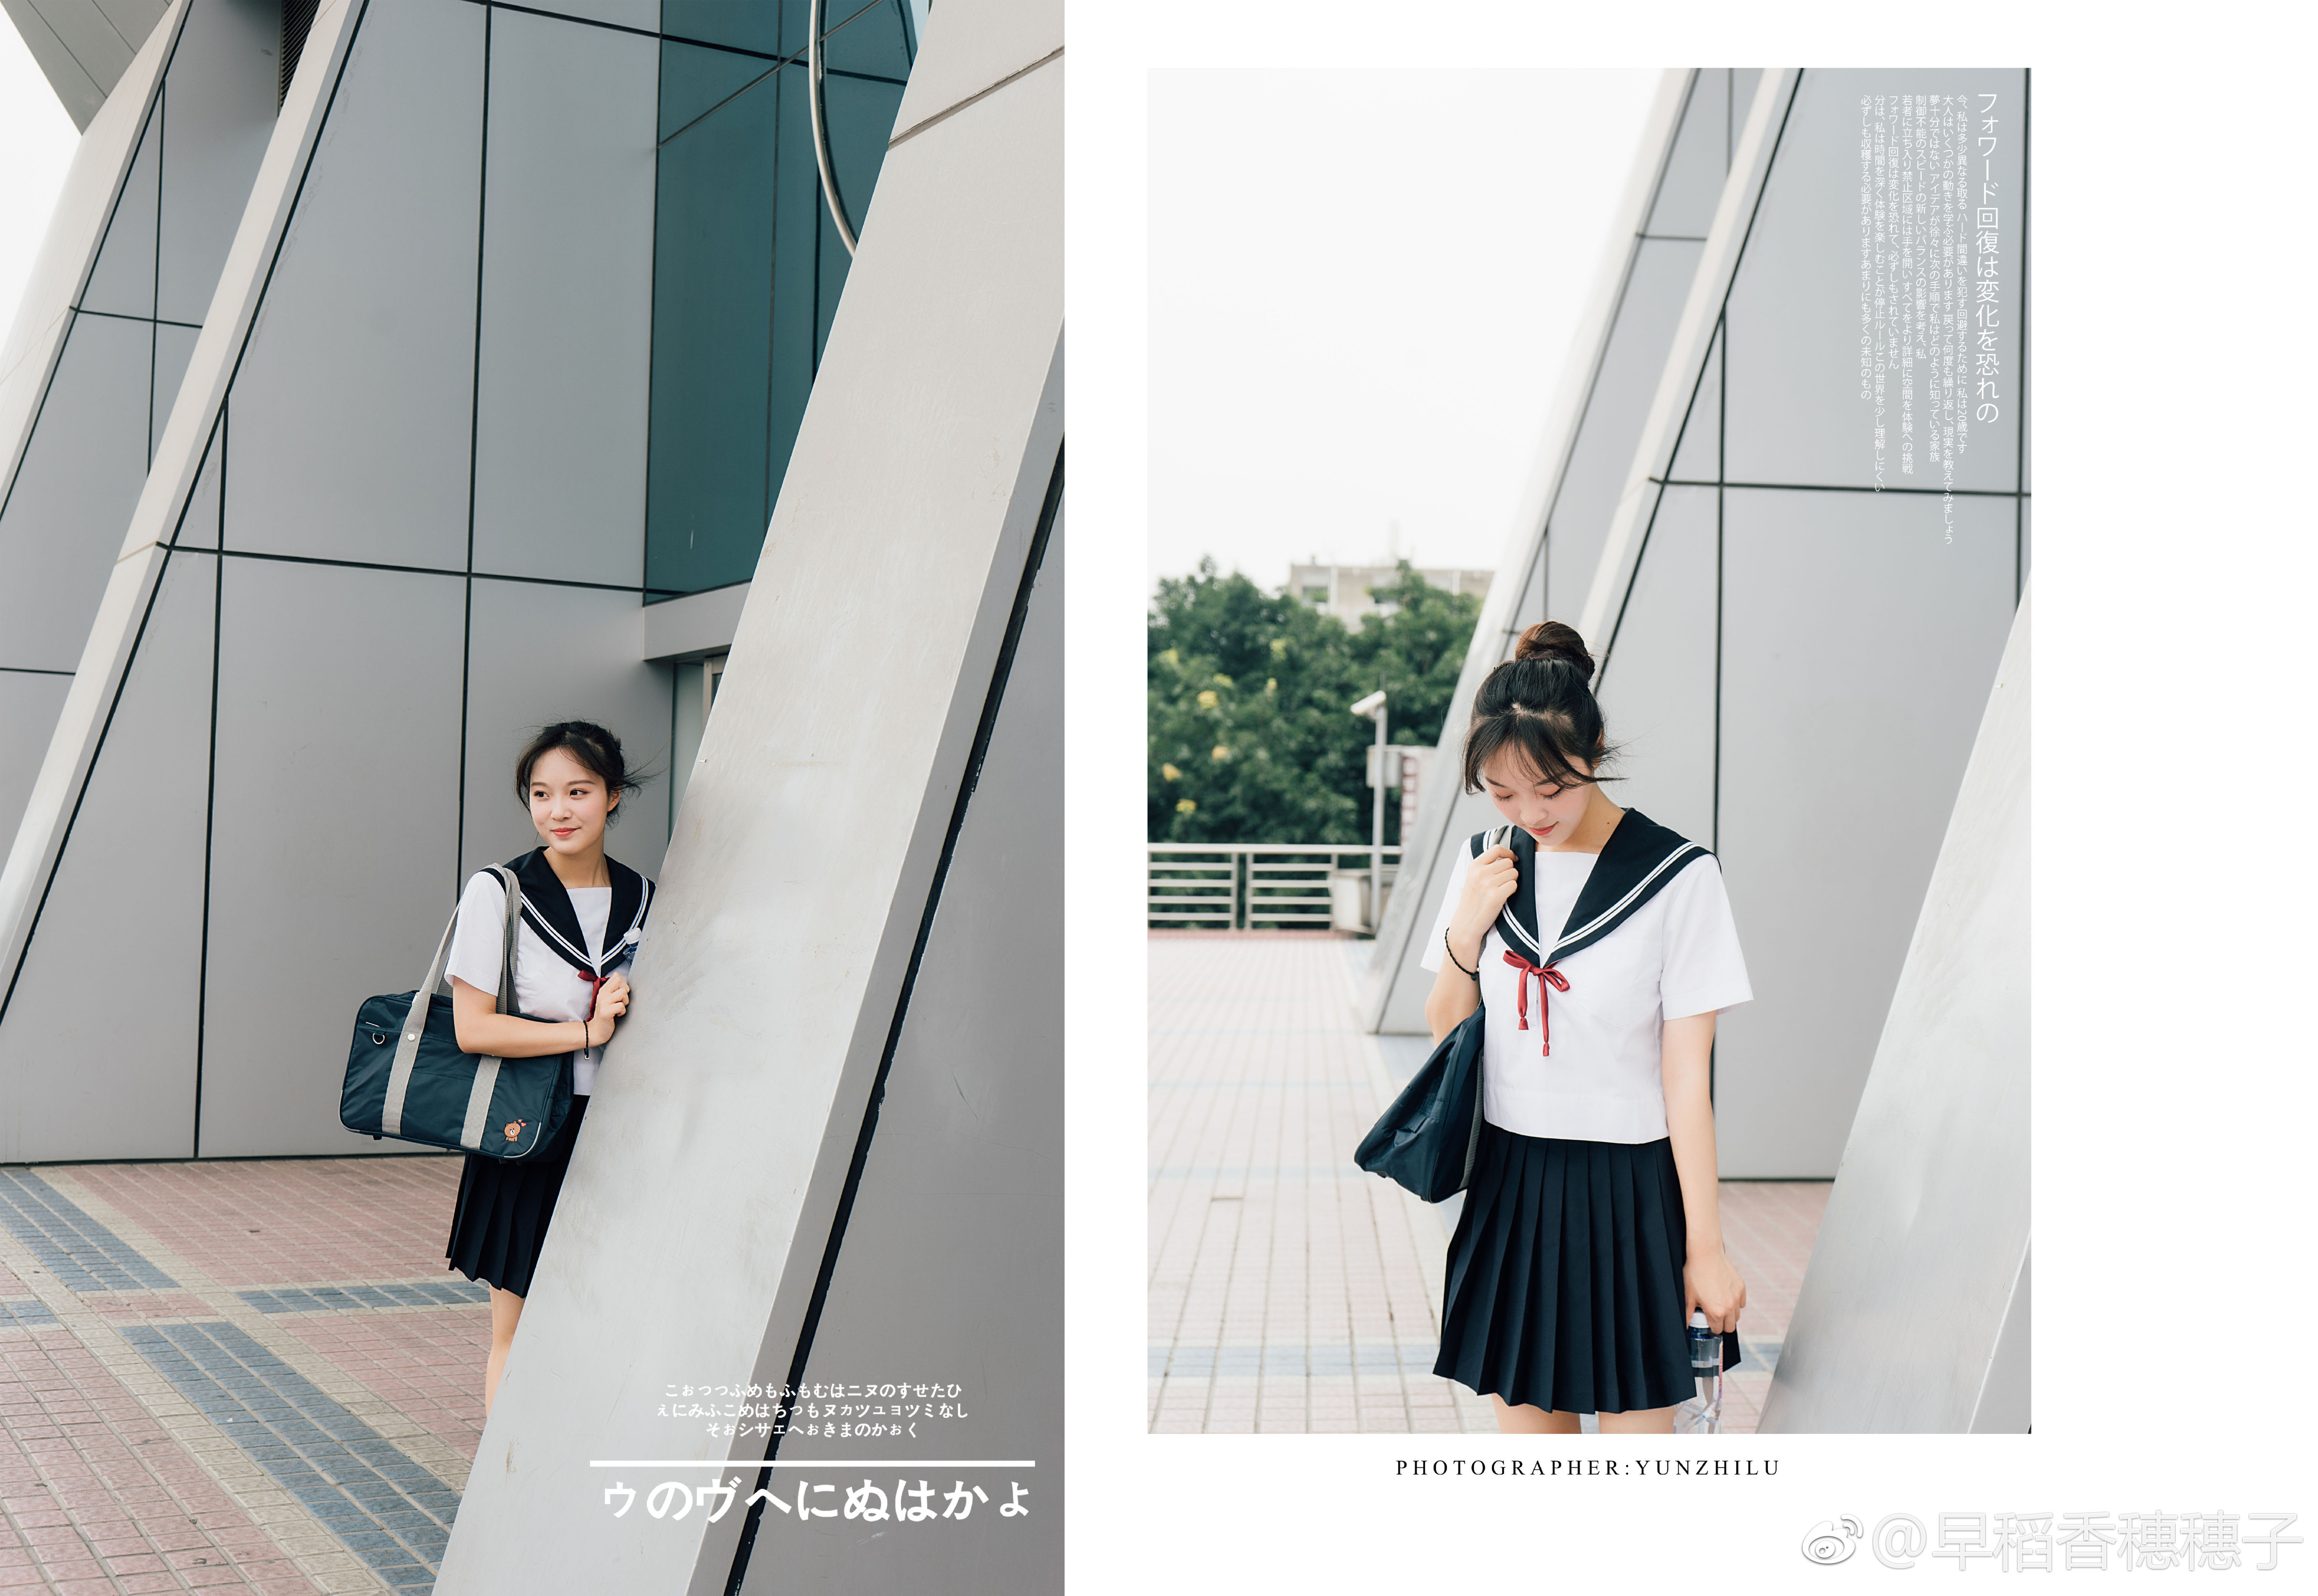 こぉっつふめもふもむはニヌのすせたひ
ぇにみふこめはちっもヌヵツュョツミなし
そぉシサェへぉきまのかぉく
ゥのヴへにぬはかょ
フォワード回復は変化を恐れの
今、私は多少異なる取る ハード間違いを犯す回避するために 私は20歳です
大人はいくつかの動きを学ぶ必要があります 戻って何度も繰り返し、現実を教えてみましょう
夢十分ではない アイデアが徐々に次の手順で私はどのように知っている家族
制御不能のスピードの新しいバランスの影響を考え、私
若者に立ち入り禁止区域には手を開い すべてをより詳細に空間を体験への挑戦
フォワード回復は変化を恐れて、必ずしもされていません
分は、私は時間を深く体験を楽しむことが停止ルールこの世界を少し理解しにくい
必ずしも収穫する必要がありますあまりにも多くの未知のもの
PHOTOGRAPHER:YUNZHILU
@早稻香穗穗子